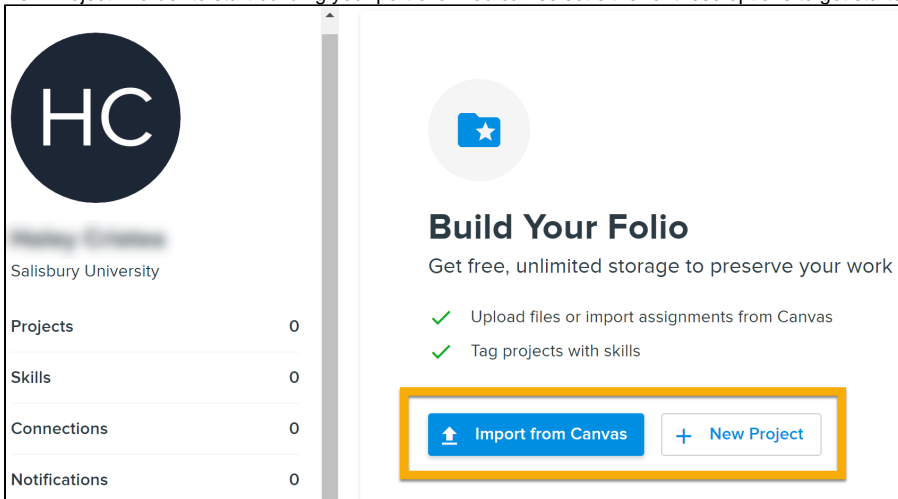 HC
Salisbury University
Projects 0
Skills 0
Connections 0
Notifications 0
Build Your Folio
Get free, unlimited storage to preserve your work
Upload files or import assignments from Canvas
Tag projects with skills
Import from Canvas
+ New Project